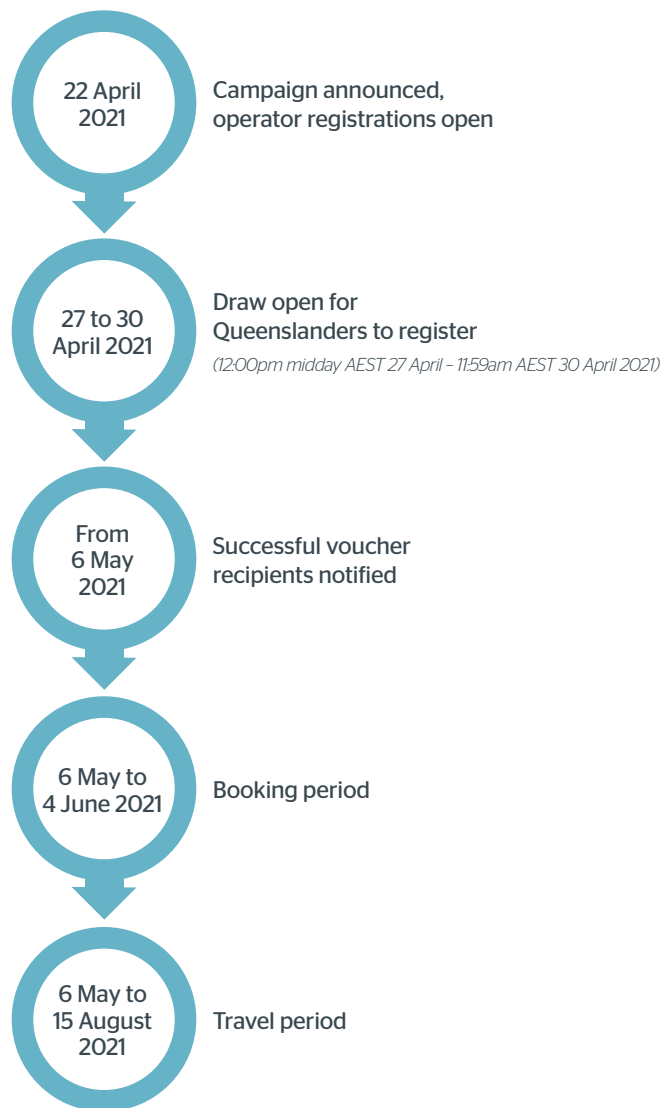 22 April
2021
Campaign announced,
operator registrations open
27 to 30
April 2021
Draw open for
Queenslanders to register
(12:00pm midday AEST 27 April – 11:59am AEST 30 April 2021)
From
6 May
2021
Successful voucher
recipients notified
6 May to
4 June 2021
Booking period
6 May to
15 August
2021
Travel period